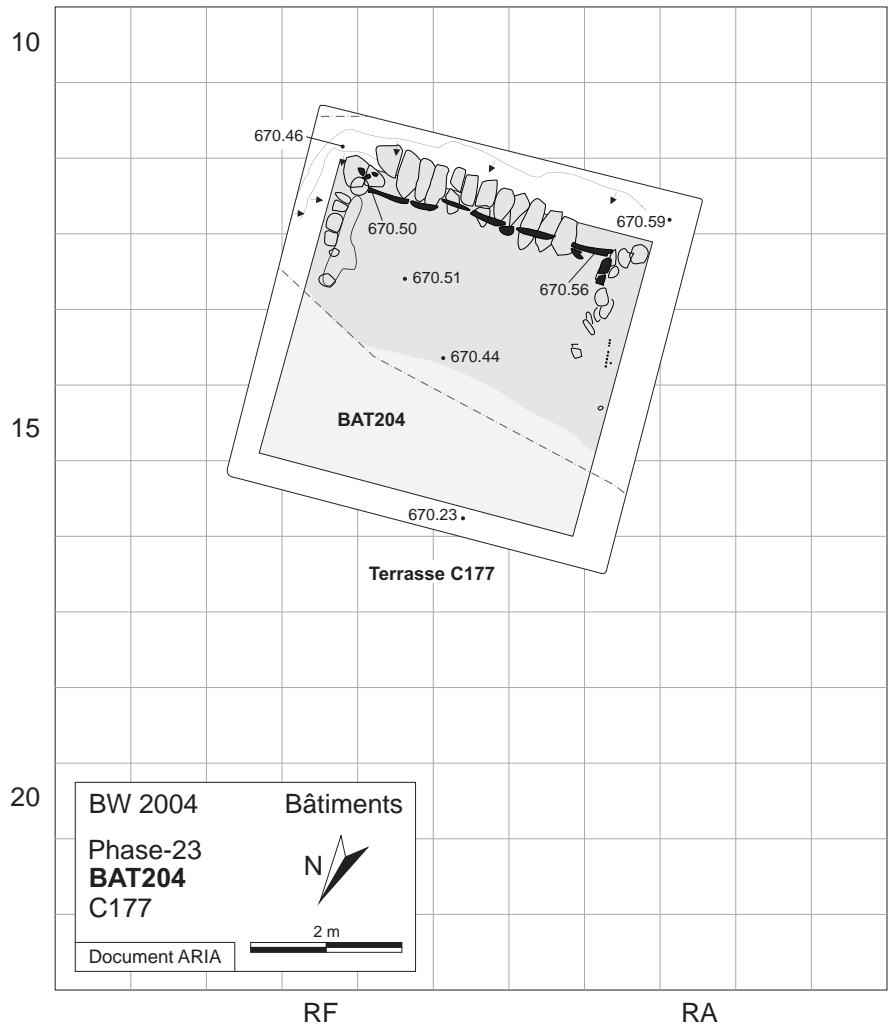 10
670.46
670.59
670.50
670.51
670.56
670.44
BAT204
15
670.23
Terrasse C177
20
BW 2004
Bâtiments
Phase-23
BAT204
C177
N
2 m
Document ARIA
RF
RA